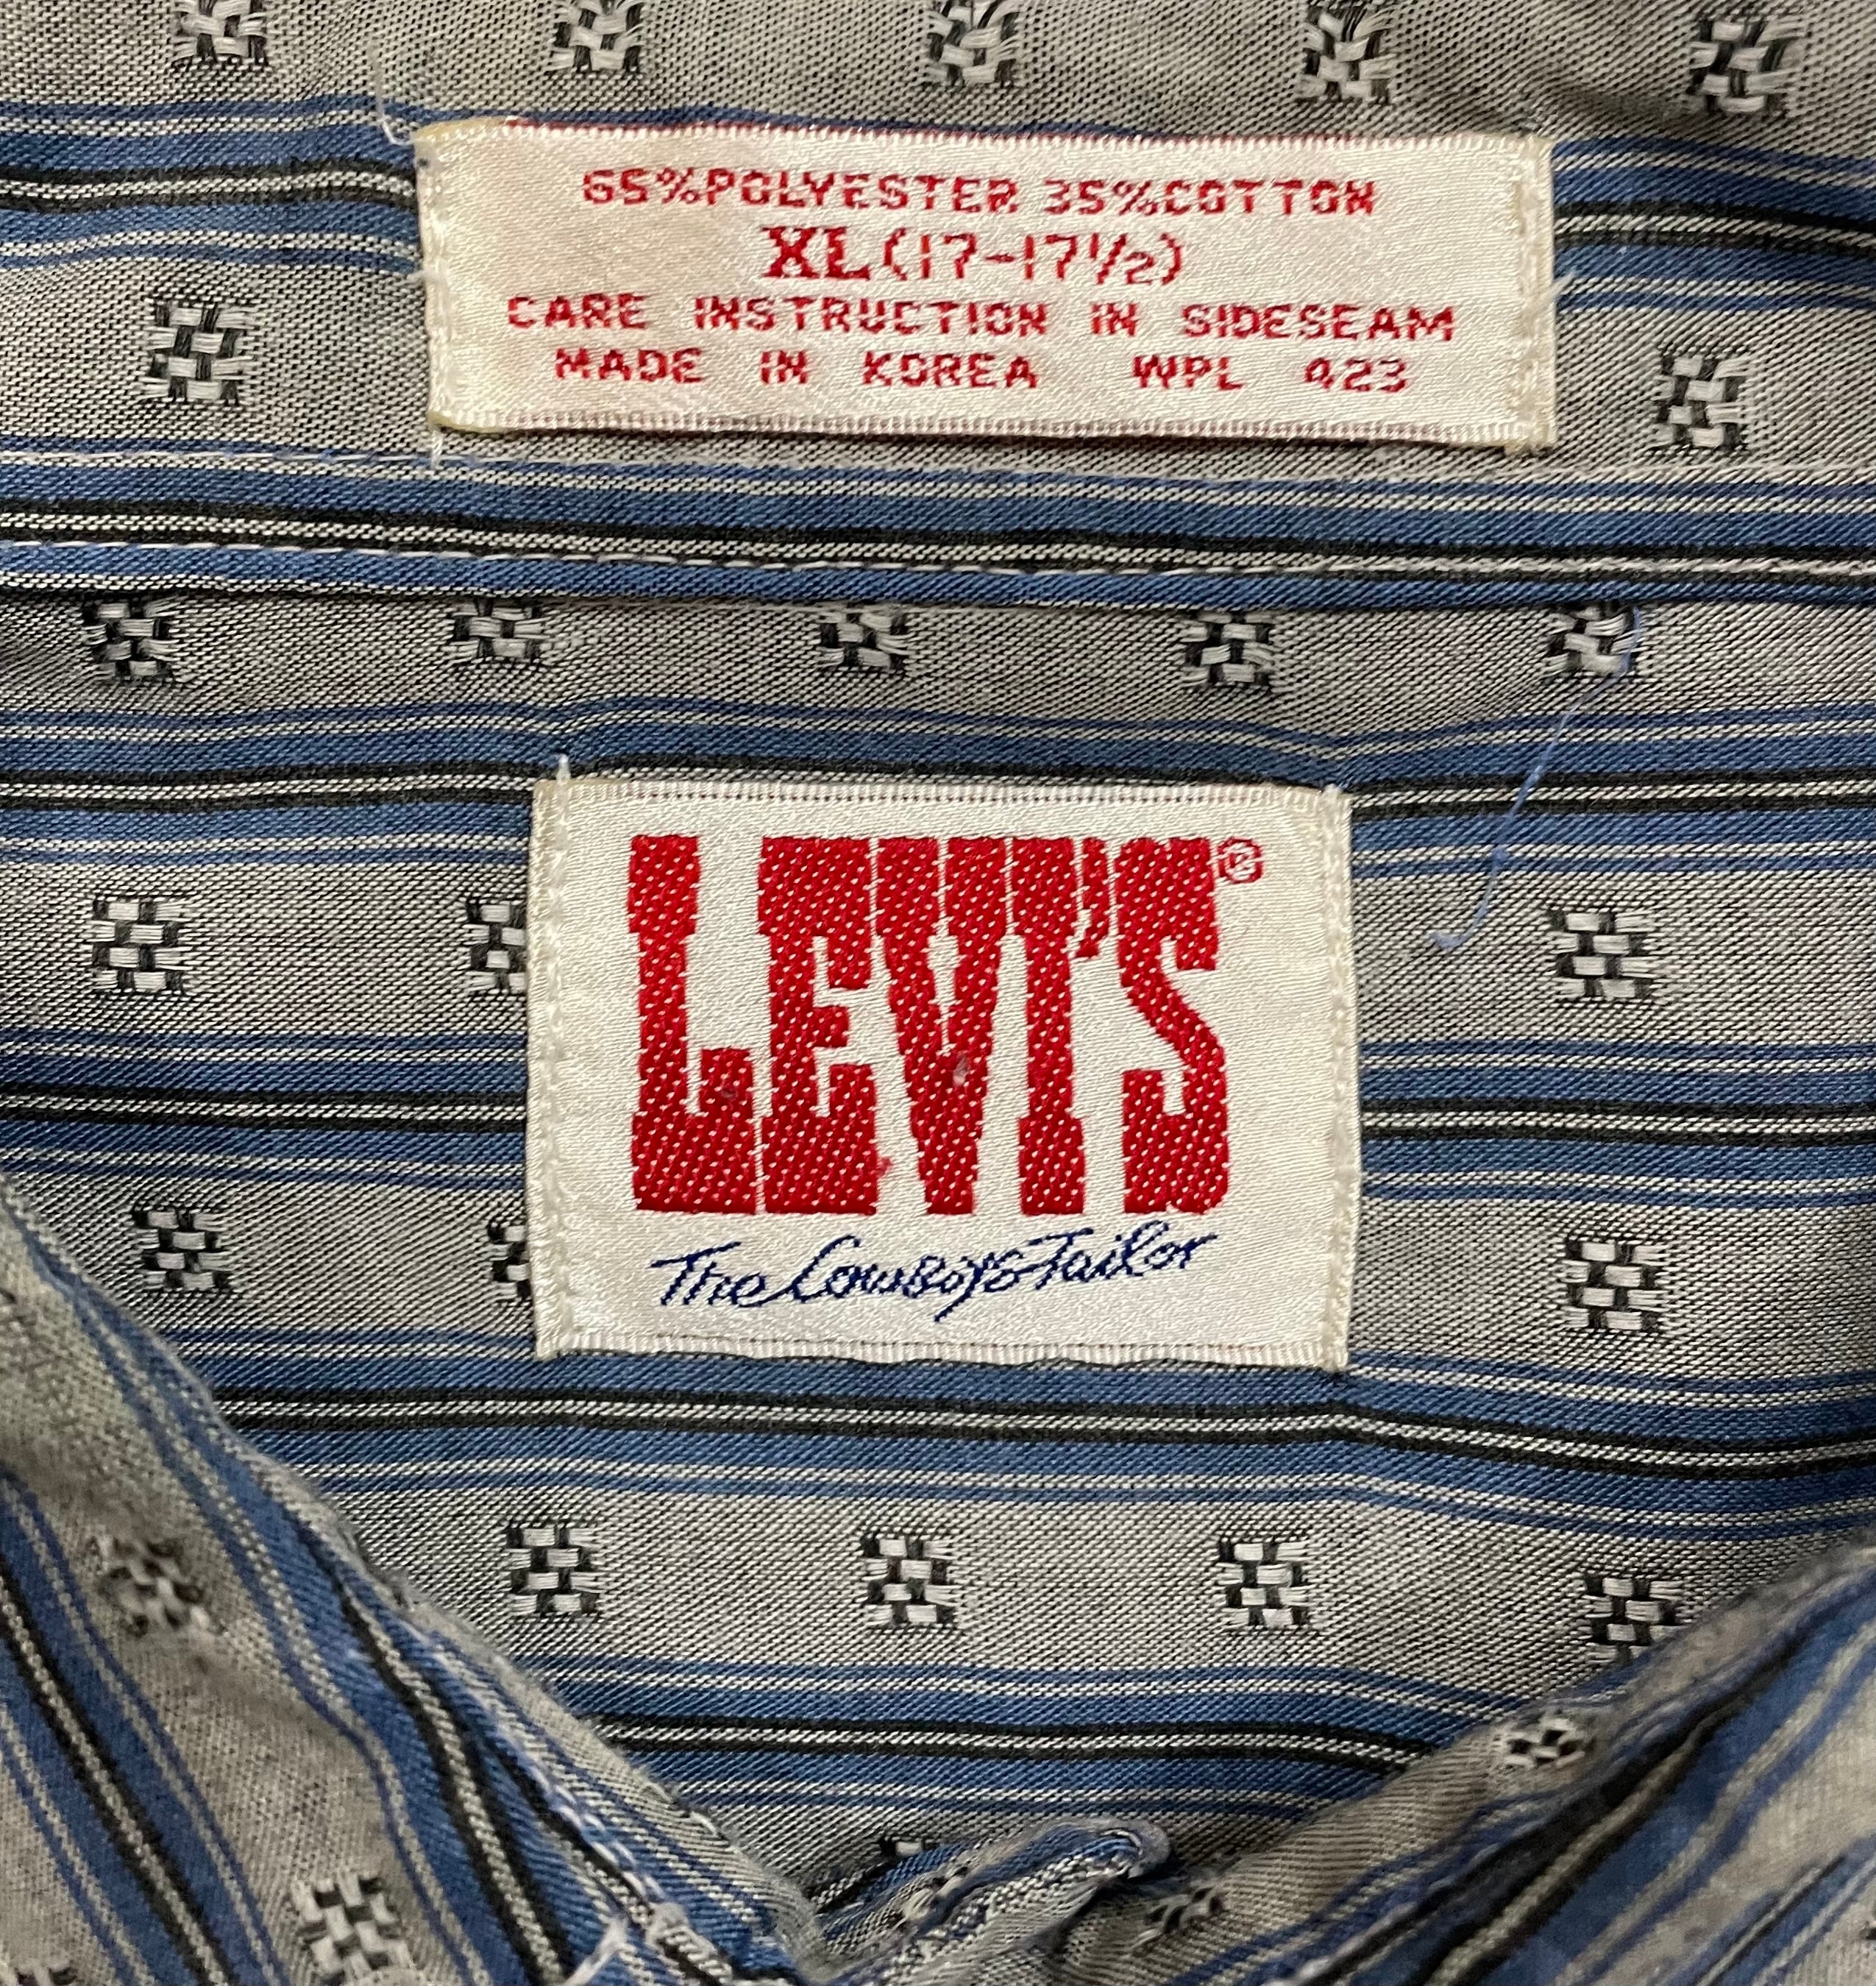 65%POLYESTER 35%COTTON
XL(17-17½)
CARE INSTRUCTION IN SIDESEAM
MADE IN KOREA WPL 423
LEVI'S®
The Cowboys Tailor